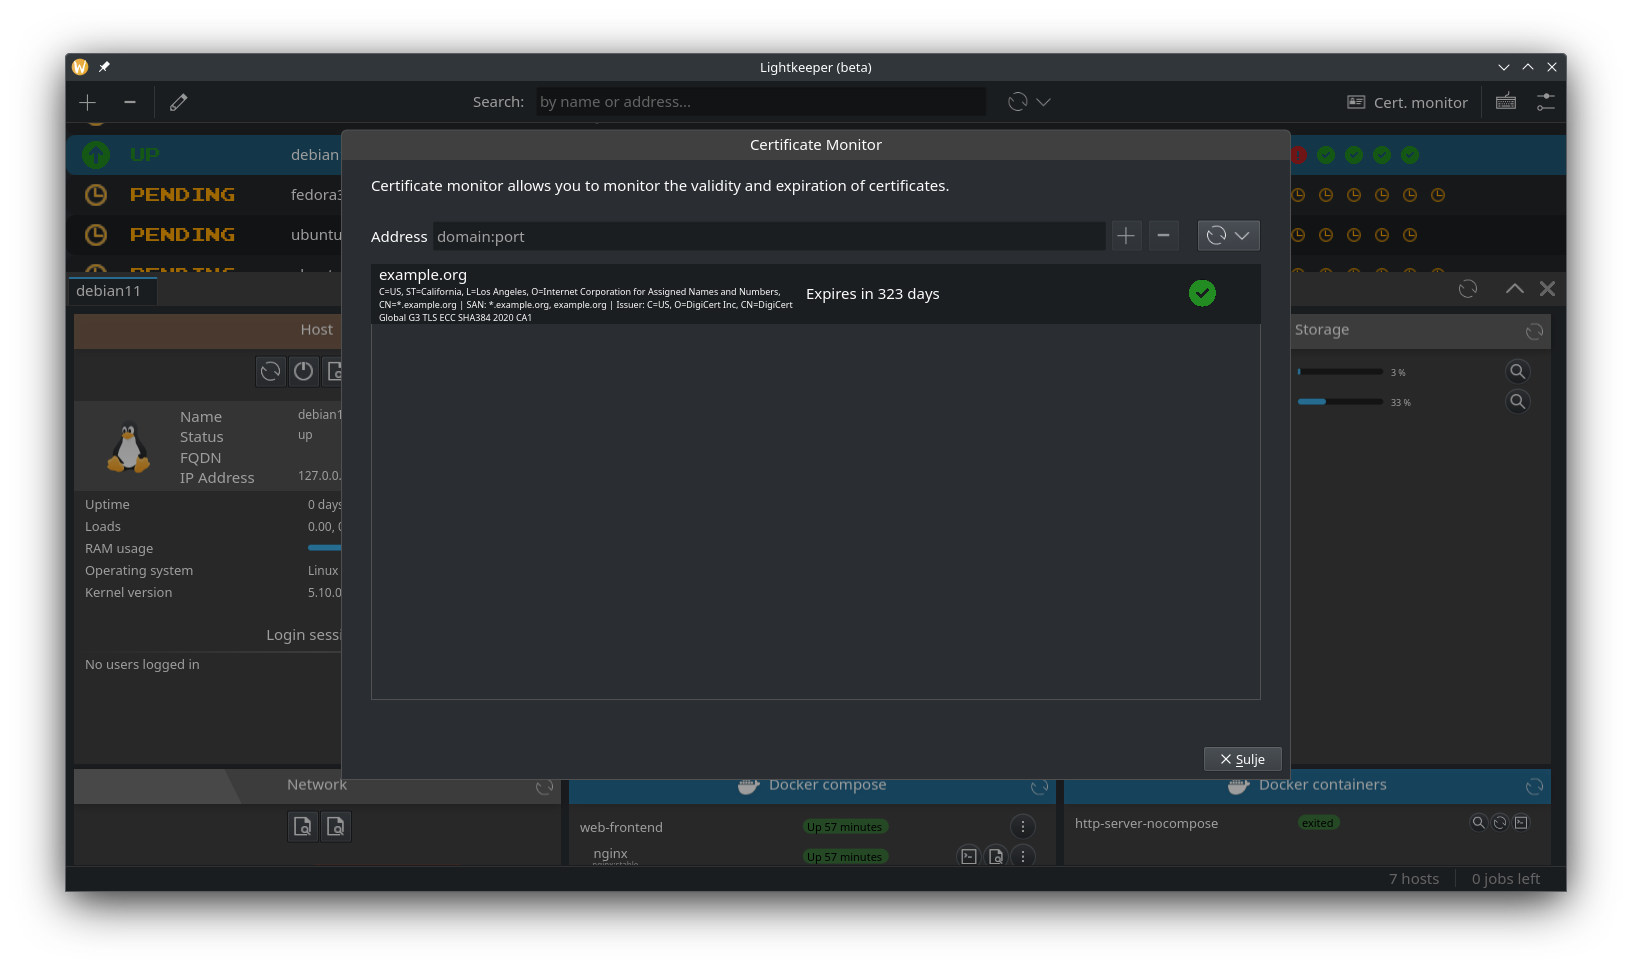 Lightkeeper (beta)
Search: by name or address...
Cert. monitor
UP debian
PENDING fedora3
PENDING ubuntu
PENDING
debian11
Certificate Monitor
Certificate monitor allows you to monitor the validity and expiration of certificates.
Address domain:port
example.org
C=US, ST=California, L=Los Angeles, O=Internet Corporation for Assigned Names and Numbers,
CN=*.example.org | SAN: *.example.org, example.org | Issuer: C=US, O=DigiCert Inc, CN=DigiCert
Global G3 TLS ECC SHA384 2020 CA1
Expires in 323 days
Sulje
Host
Name debian1
Status up
FQDN
IP Address 127.0.0.
Uptime 0 days
Loads 0.00,
RAM usage
Operating system Linux
Kernel version 5.10.0
Login sessi
No users logged in
Storage
3 %
33 %
Network
Docker compose
web-frontend Up 57 minutes
nginx Up 57 minutes
nginx:stable
Docker containers
http-server-nocompose exited
7 hosts
0 jobs left